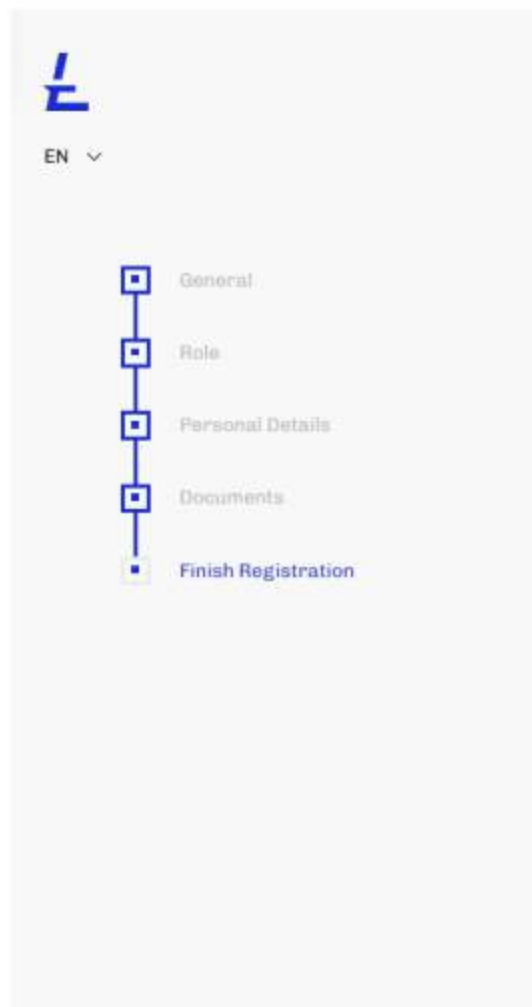 EN
General
Role
Personal Details
Documents
Finish Registration